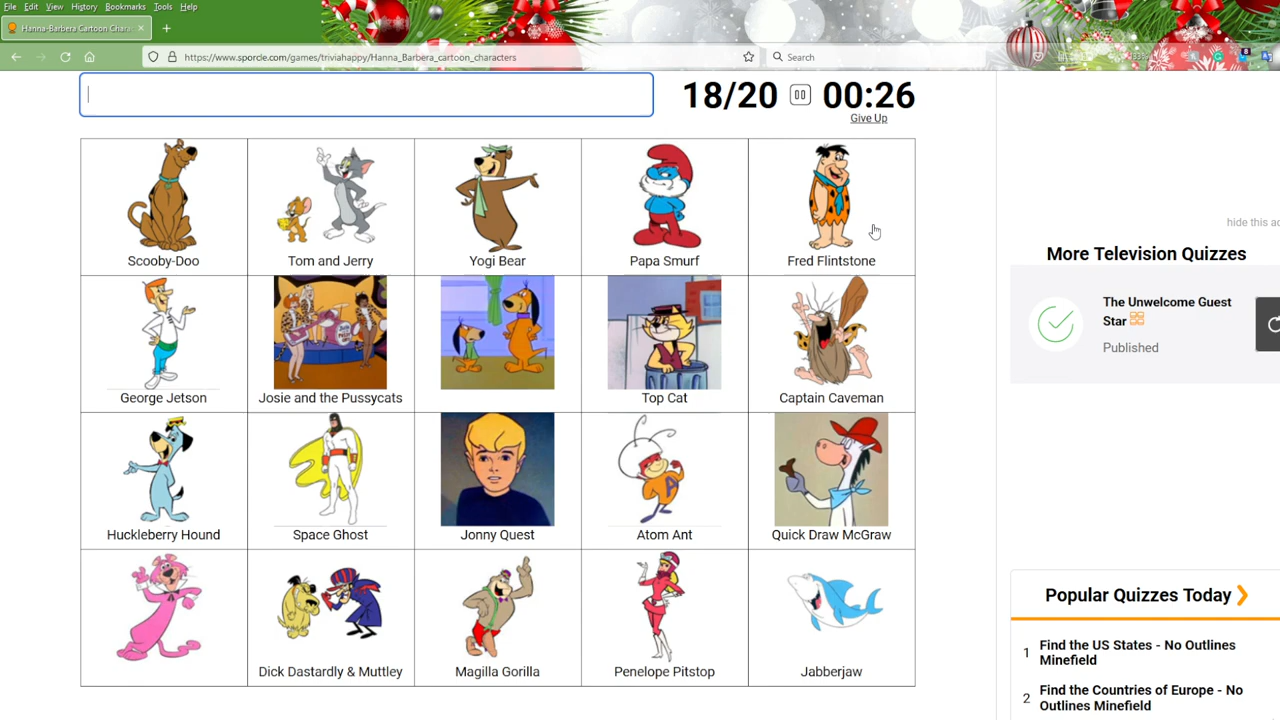 File Edit View History Bookmarks Tools Help
Hanna-Barbera Cartoon Chara
https://www.sporcle.com/games/triviahappy/Hanna_Barbera_cartoon_characters
Search
18/20 00:26
Give Up
Scooby-Doo Tom and Jerry Yogi Bear Papa Smurf Fred Flintstone
George Jetson Josie and the Pussycats Top Cat Captain Caveman
Huckleberry Hound Space Ghost Jonny Quest Atom Ant Quick Draw McGraw
Dick Dastardly & Muttley Magilla Gorilla Penelope Pitstop Jabberjaw
hide this ad
More Television Quizzes
The Unwelcome Guest
Star
Published
Popular Quizzes Today
1 Find the US States - No Outlines
Minefield
2 Find the Countries of Europe - No
Outlines Minefield